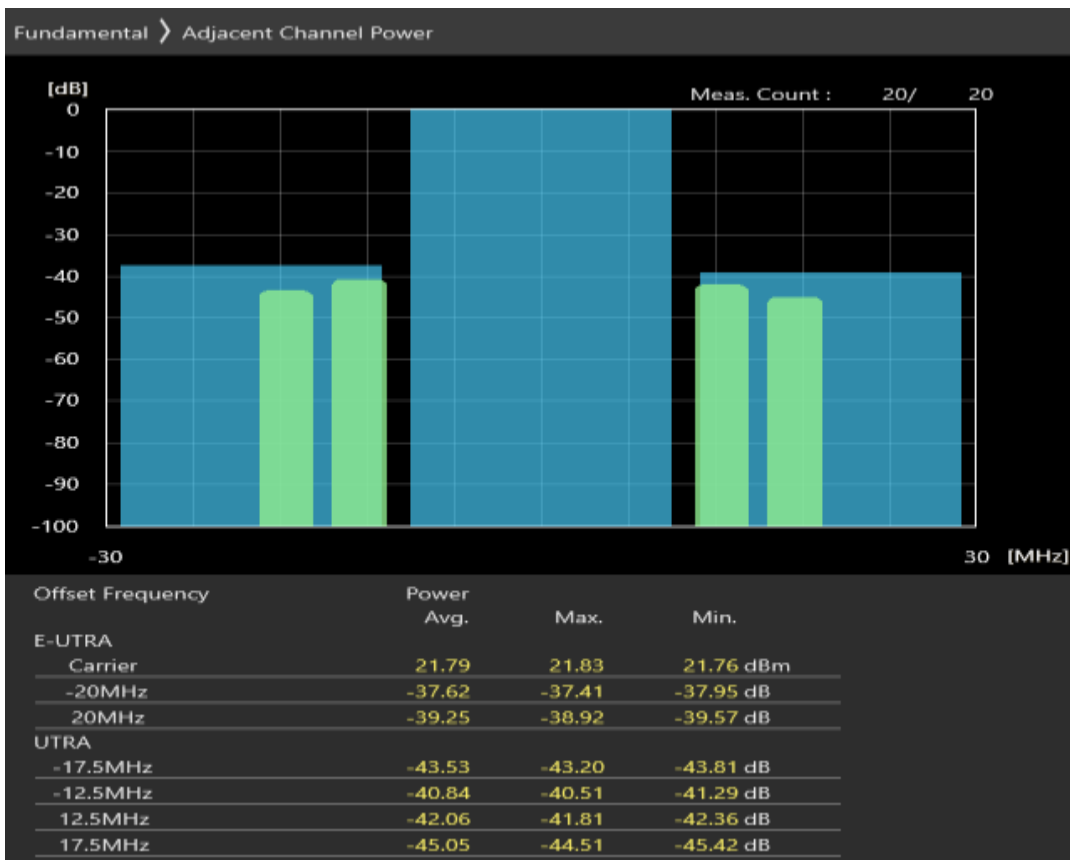 Fundamental ❯ Adjacent Channel Power
[dB]
Meas. Count : 20/ 20
0
-10
-20
-30
-40
-50
-60
-70
-80
-90
-100
-30 30 [MHz]
Offset Frequency Power
Avg. Max. Min.
E-UTRA
Carrier 21.79 21.83 21.76 dBm
-20MHz -37.62 -37.41 -37.95 dB
20MHz -39.25 -38.92 -39.57 dB
UTRA
-17.5MHz -43.53 -43.20 -43.81 dB
-12.5MHz -40.84 -40.51 -41.29 dB
12.5MHz -42.06 -41.81 -42.36 dB
17.5MHz -45.05 -44.51 -45.42 dB